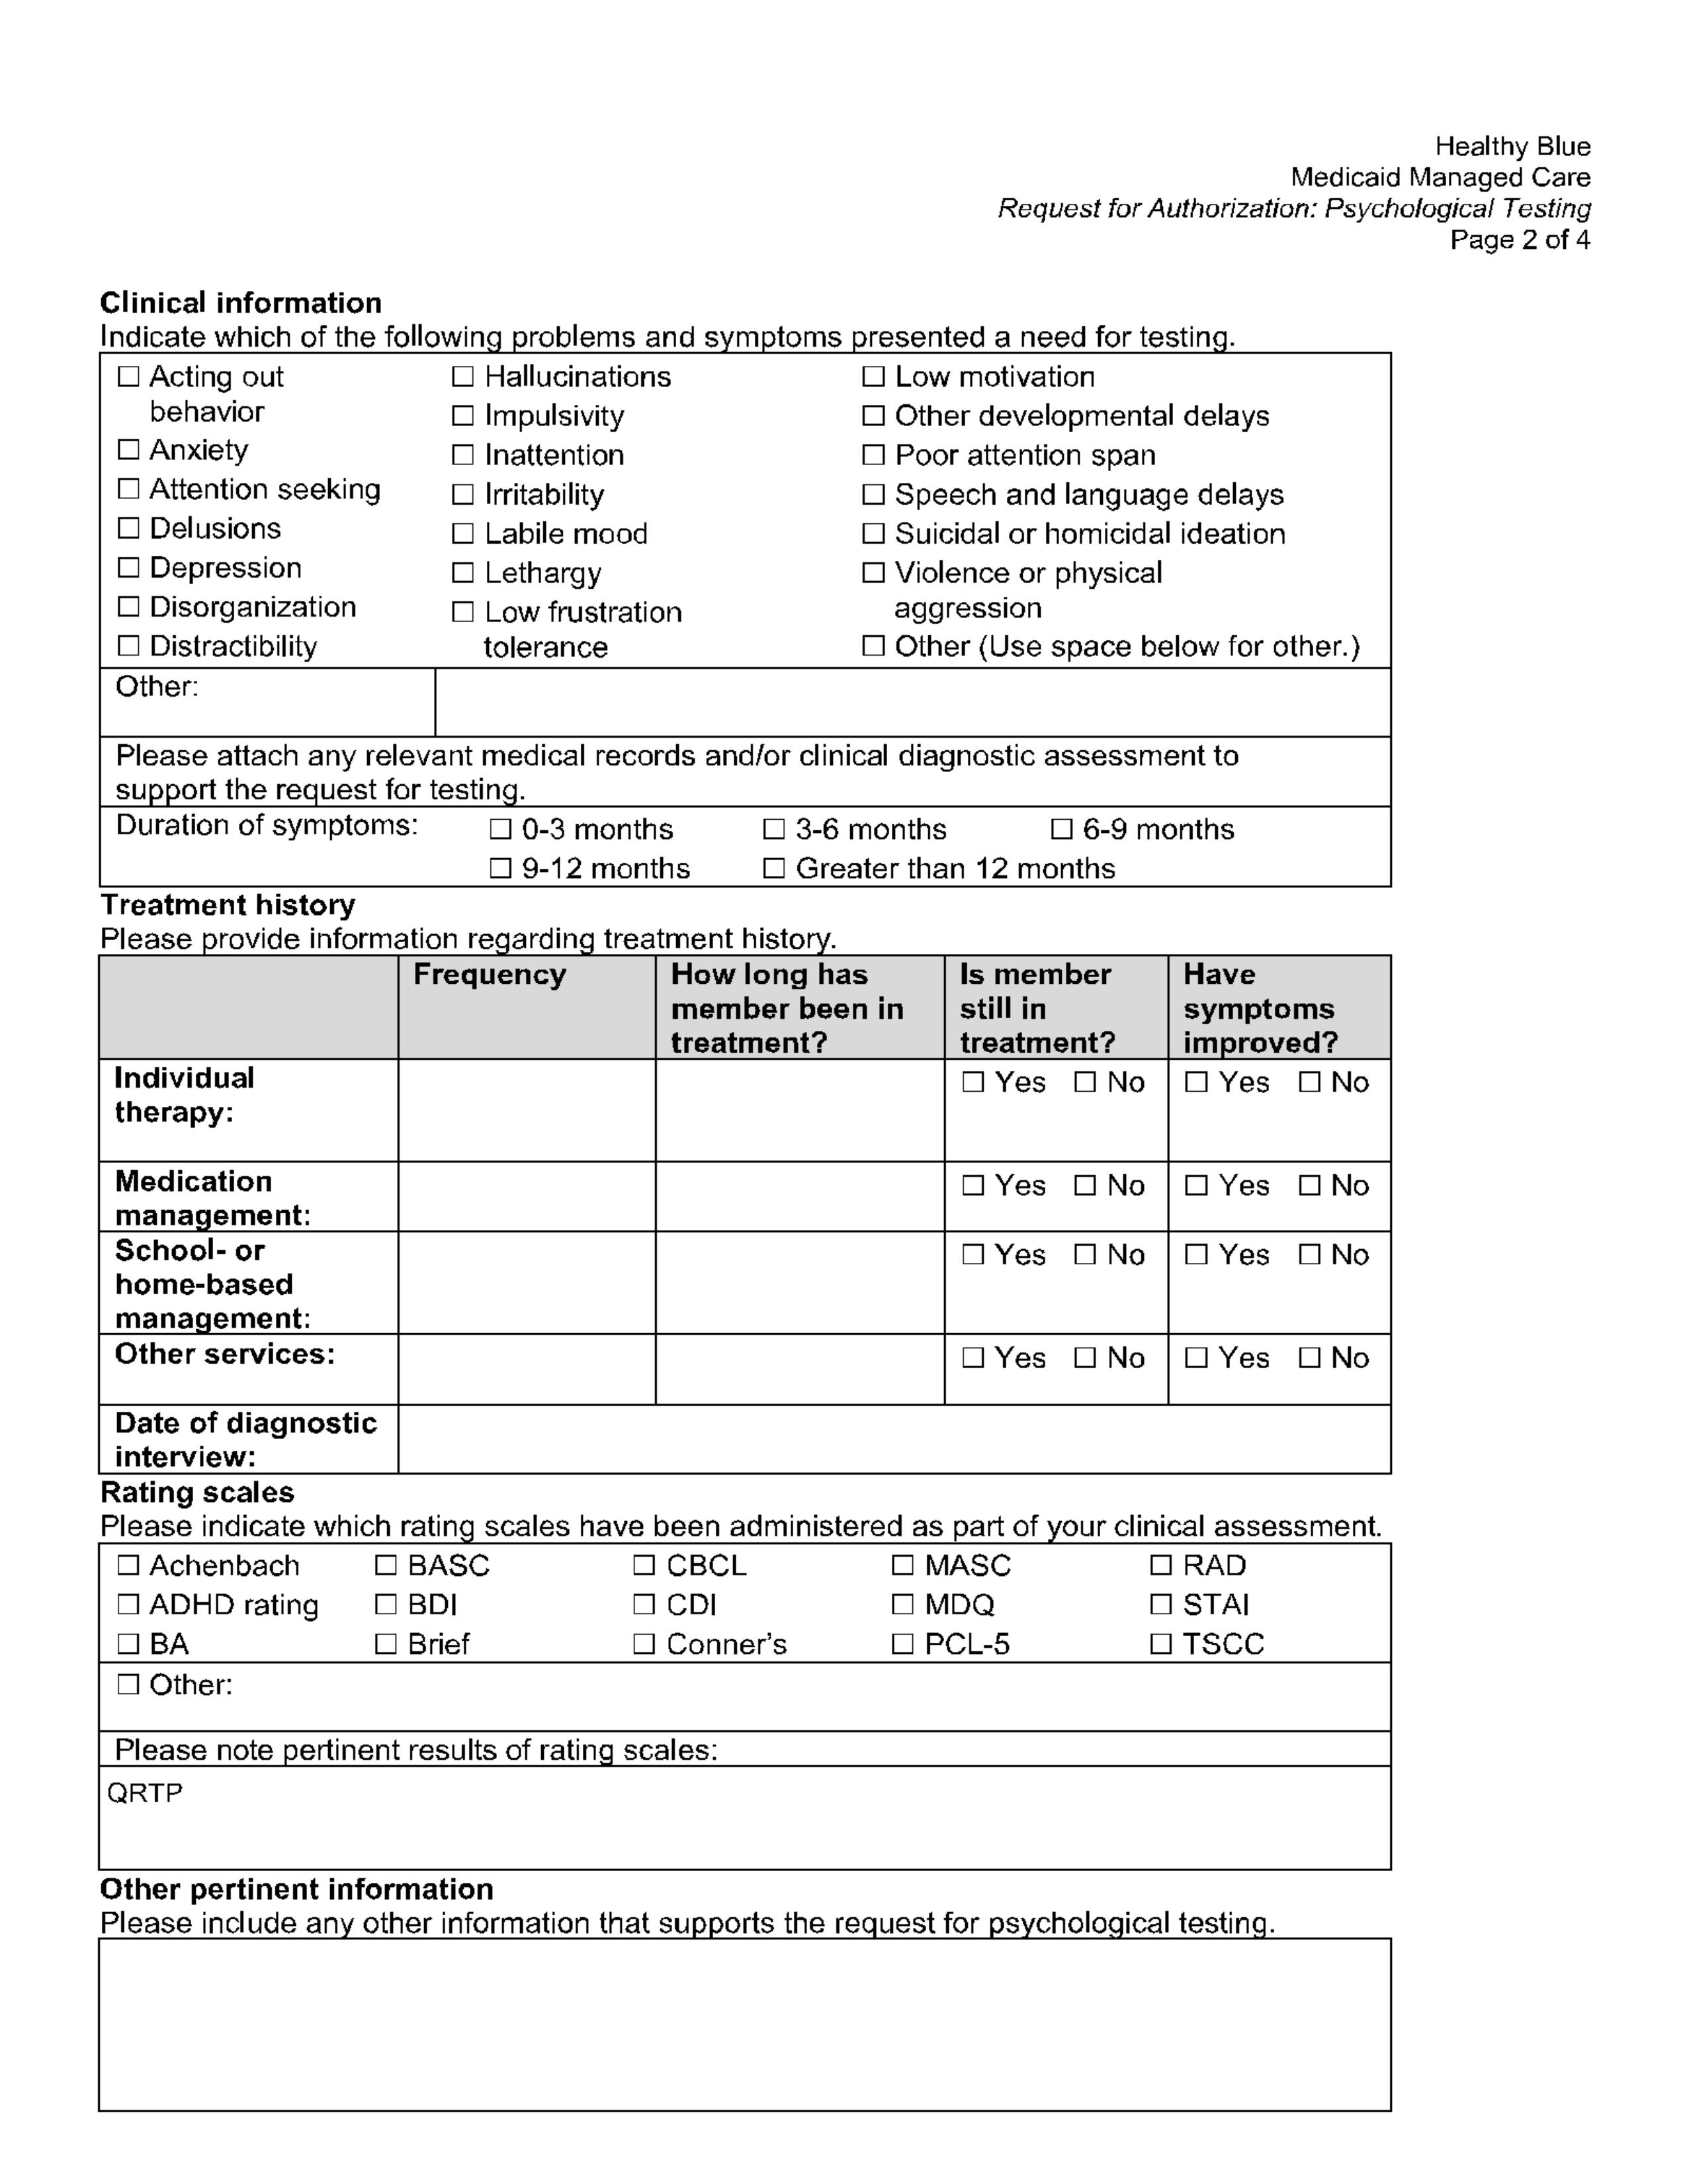 Healthy Blue
Medicaid Managed Care
Request for Authorization: Psychological Testing
Page 2 of 4
Clinical information
Indicate which of the following problems and symptoms presented a need for testing.
☐ Acting out
behavior
☐ Anxiety
☐ Attention seeking
☐ Delusions
☐ Depression
☐ Disorganization
☐ Distractibility
☐ Hallucinations
☐ Impulsivity
☐ Inattention
☐ Irritability
☐ Labile mood
☐ Lethargy
☐ Low frustration
tolerance
☐ Low motivation
☐ Other developmental delays
☐ Poor attention span
☐ Speech and language delays
☐ Suicidal or homicidal ideation
☐ Violence or physical
aggression
☐ Other (Use space below for other.)
Other:
Please attach any relevant medical records and/or clinical diagnostic assessment to
support the request for testing.
Duration of symptoms: ☐ 0-3 months ☐ 3-6 months ☐ 6-9 months
☐ 9-12 months ☐ Greater than 12 months
Treatment history
Please provide information regarding treatment history.
Frequency
How long has
member been in
treatment?
Is member
still in
treatment?
Have
symptoms
improved?
Individual
therapy:
☐ Yes ☐ No ☐ Yes ☐ No
Medication
management:
☐ Yes ☐ No ☐ Yes ☐ No
School- or
home-based
management:
☐ Yes ☐ No ☐ Yes ☐ No
Other services:
☐ Yes ☐ No ☐ Yes ☐ No
Date of diagnostic
interview:
Rating scales
Please indicate which rating scales have been administered as part of your clinical assessment.
☐ Achenbach ☐ BASC ☐ CBCL ☐ MASC ☐ RAD
☐ ADHD rating ☐ BDI ☐ CDI ☐ MDQ ☐ STAI
☐ BA ☐ Brief ☐ Conner’s ☐ PCL-5 ☐ TSCC
☐ Other:
Please note pertinent results of rating scales:
QRTP
Other pertinent information
Please include any other information that supports the request for psychological testing.